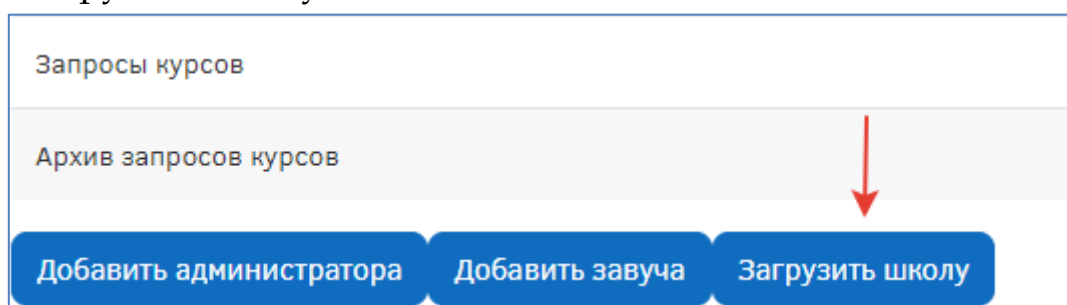 Запросы курсов
Архив запросов курсов
Добавить администратора Добавить завуча Загрузить школу